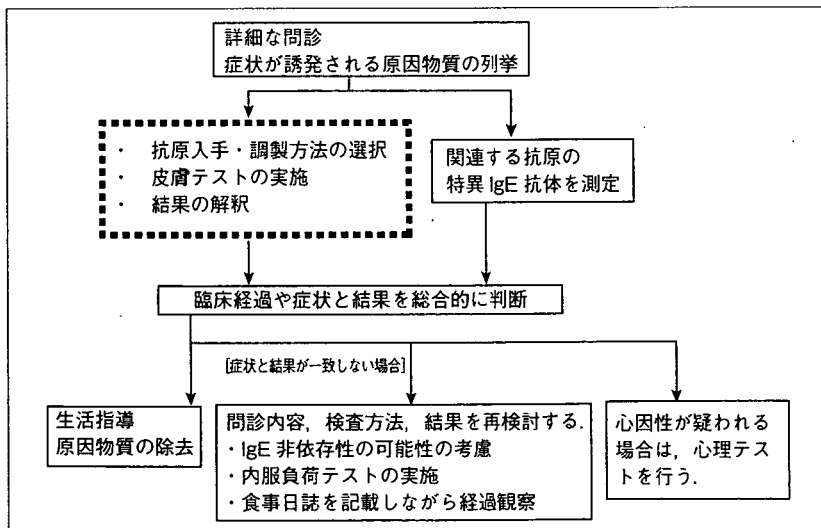 詳細な問診
症状が誘発される原因物質の列挙
・ 抗原入手・調製方法の選択
・ 皮膚テストの実施
・ 結果の解釈
関連する抗原の
特異 IgE 抗体を測定
臨床経過や症状と結果を総合的に判断
[症状と結果が一致しない場合]
生活指導
原因物質の除去
問診内容，検査方法，結果を再検討する.
・IgE 非依存性の可能性の考慮
・内服負荷テストの実施
・食事日誌を記載しながら経過観察
心因性が疑われる
場合は，心理テス
トを行う.